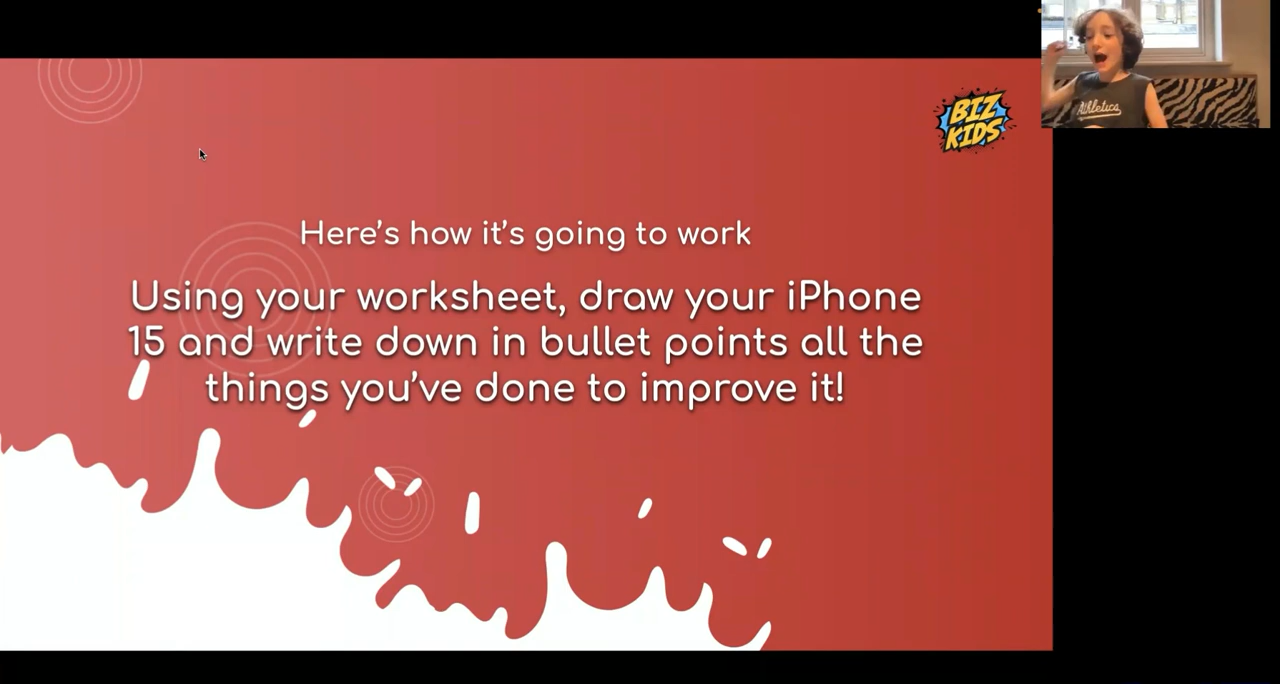 BIZ
KIDS
Athletics
Here's how it's going to work
Using your worksheet, draw your iPhone
15 and write down in bullet points all the
things you've done to improve it!